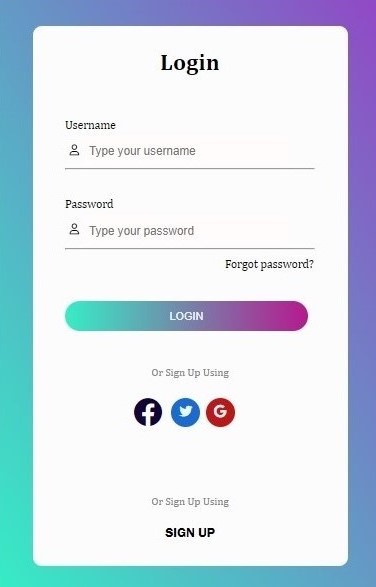 Login
Username
Type your username
Password
Type your password
Forgot password?
LOGIN
Or Sign Up Using
G
Or Sign Up Using
SIGN UP